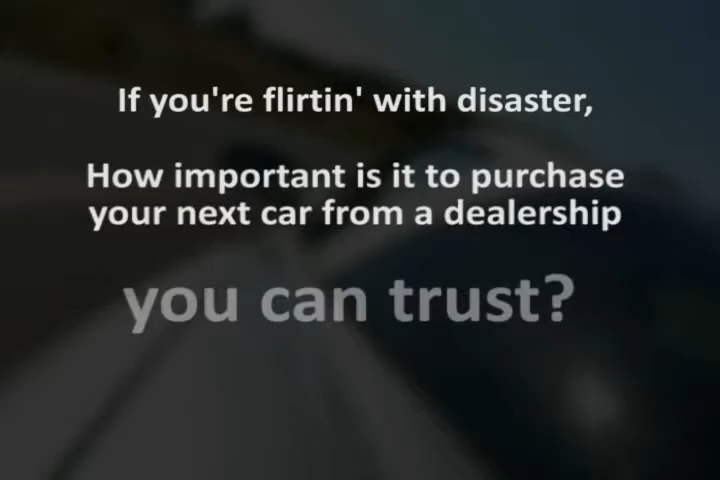 If you're flirtin' with disaster,
How important is it to purchase
your next car from a dealership
you can trust?